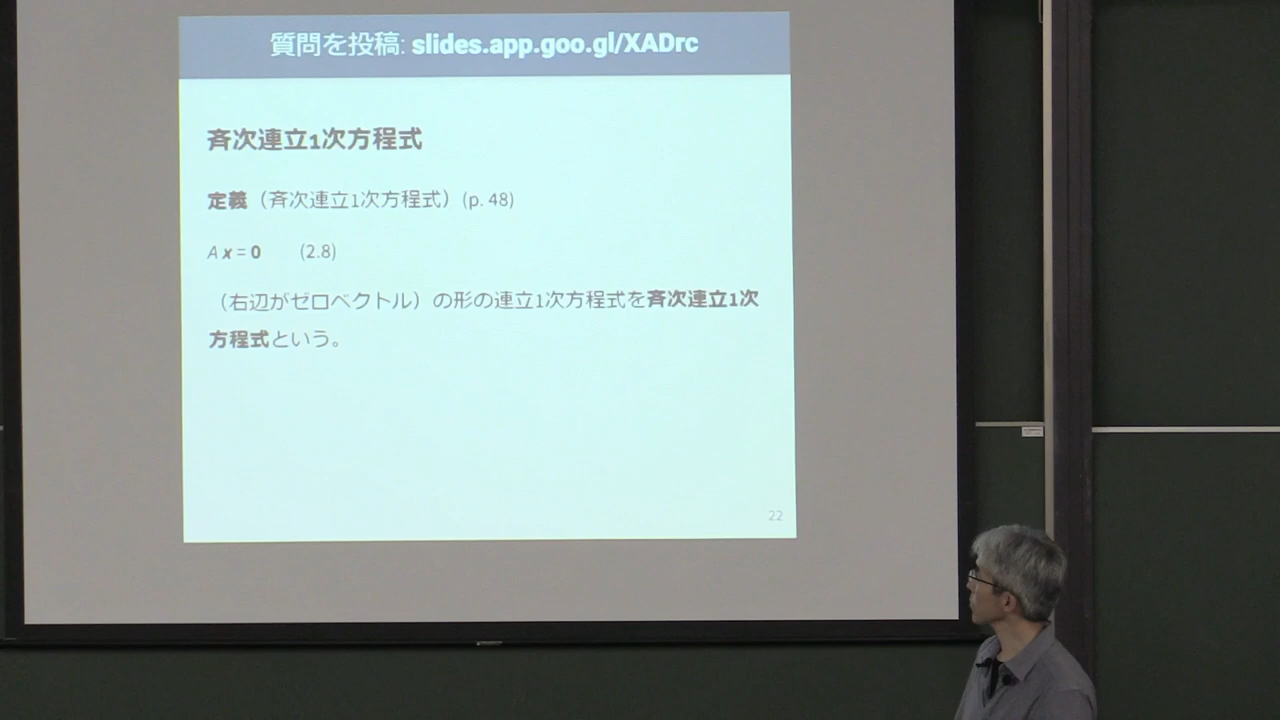 質問を投稿: slides.app.goo.gl/XADrc
斉次連立1次方程式
定義（斉次連立1次方程式）(p. 48)
A x = 0 (2.8)
（右辺がゼロベクトル）の形の連立1次方程式を斉次連立1次
方程式という。
22